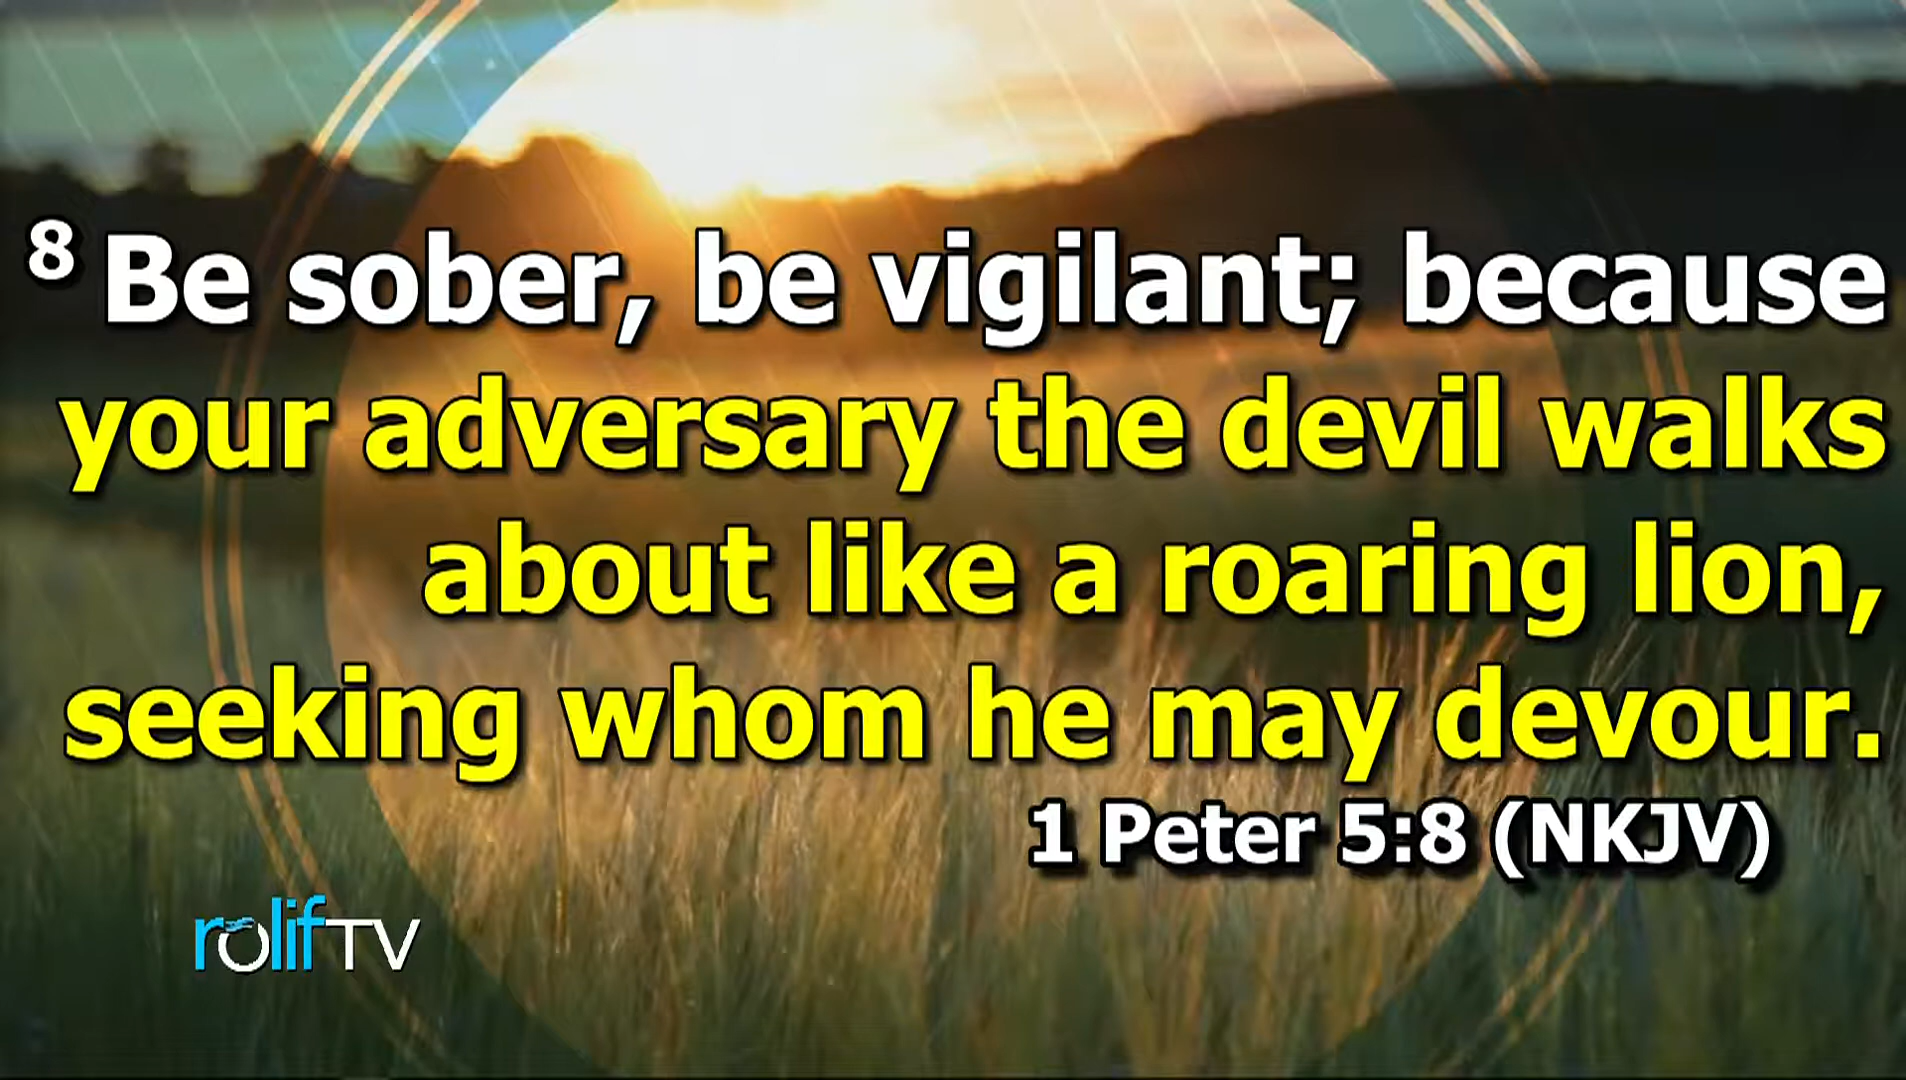 8 Be sober, be vigilant; because
your adversary the devil walks
about like a roaring lion,
seeking whom he may devour.
1 Peter 5:8 (NKJV)
rolifTV